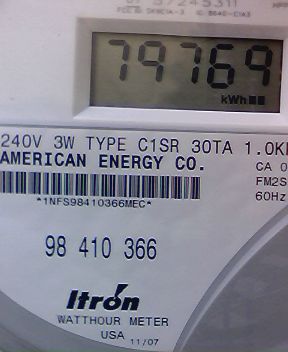 79769
kWh
240V 3W TYPE C1SR 30TA 1.0K
AMERICAN ENERGY CO.
CA 0
FM2S
60Hz
*1NFS98410366MEC*
98 410 366
Itrón
WATTHOUR METER
USA 11/07